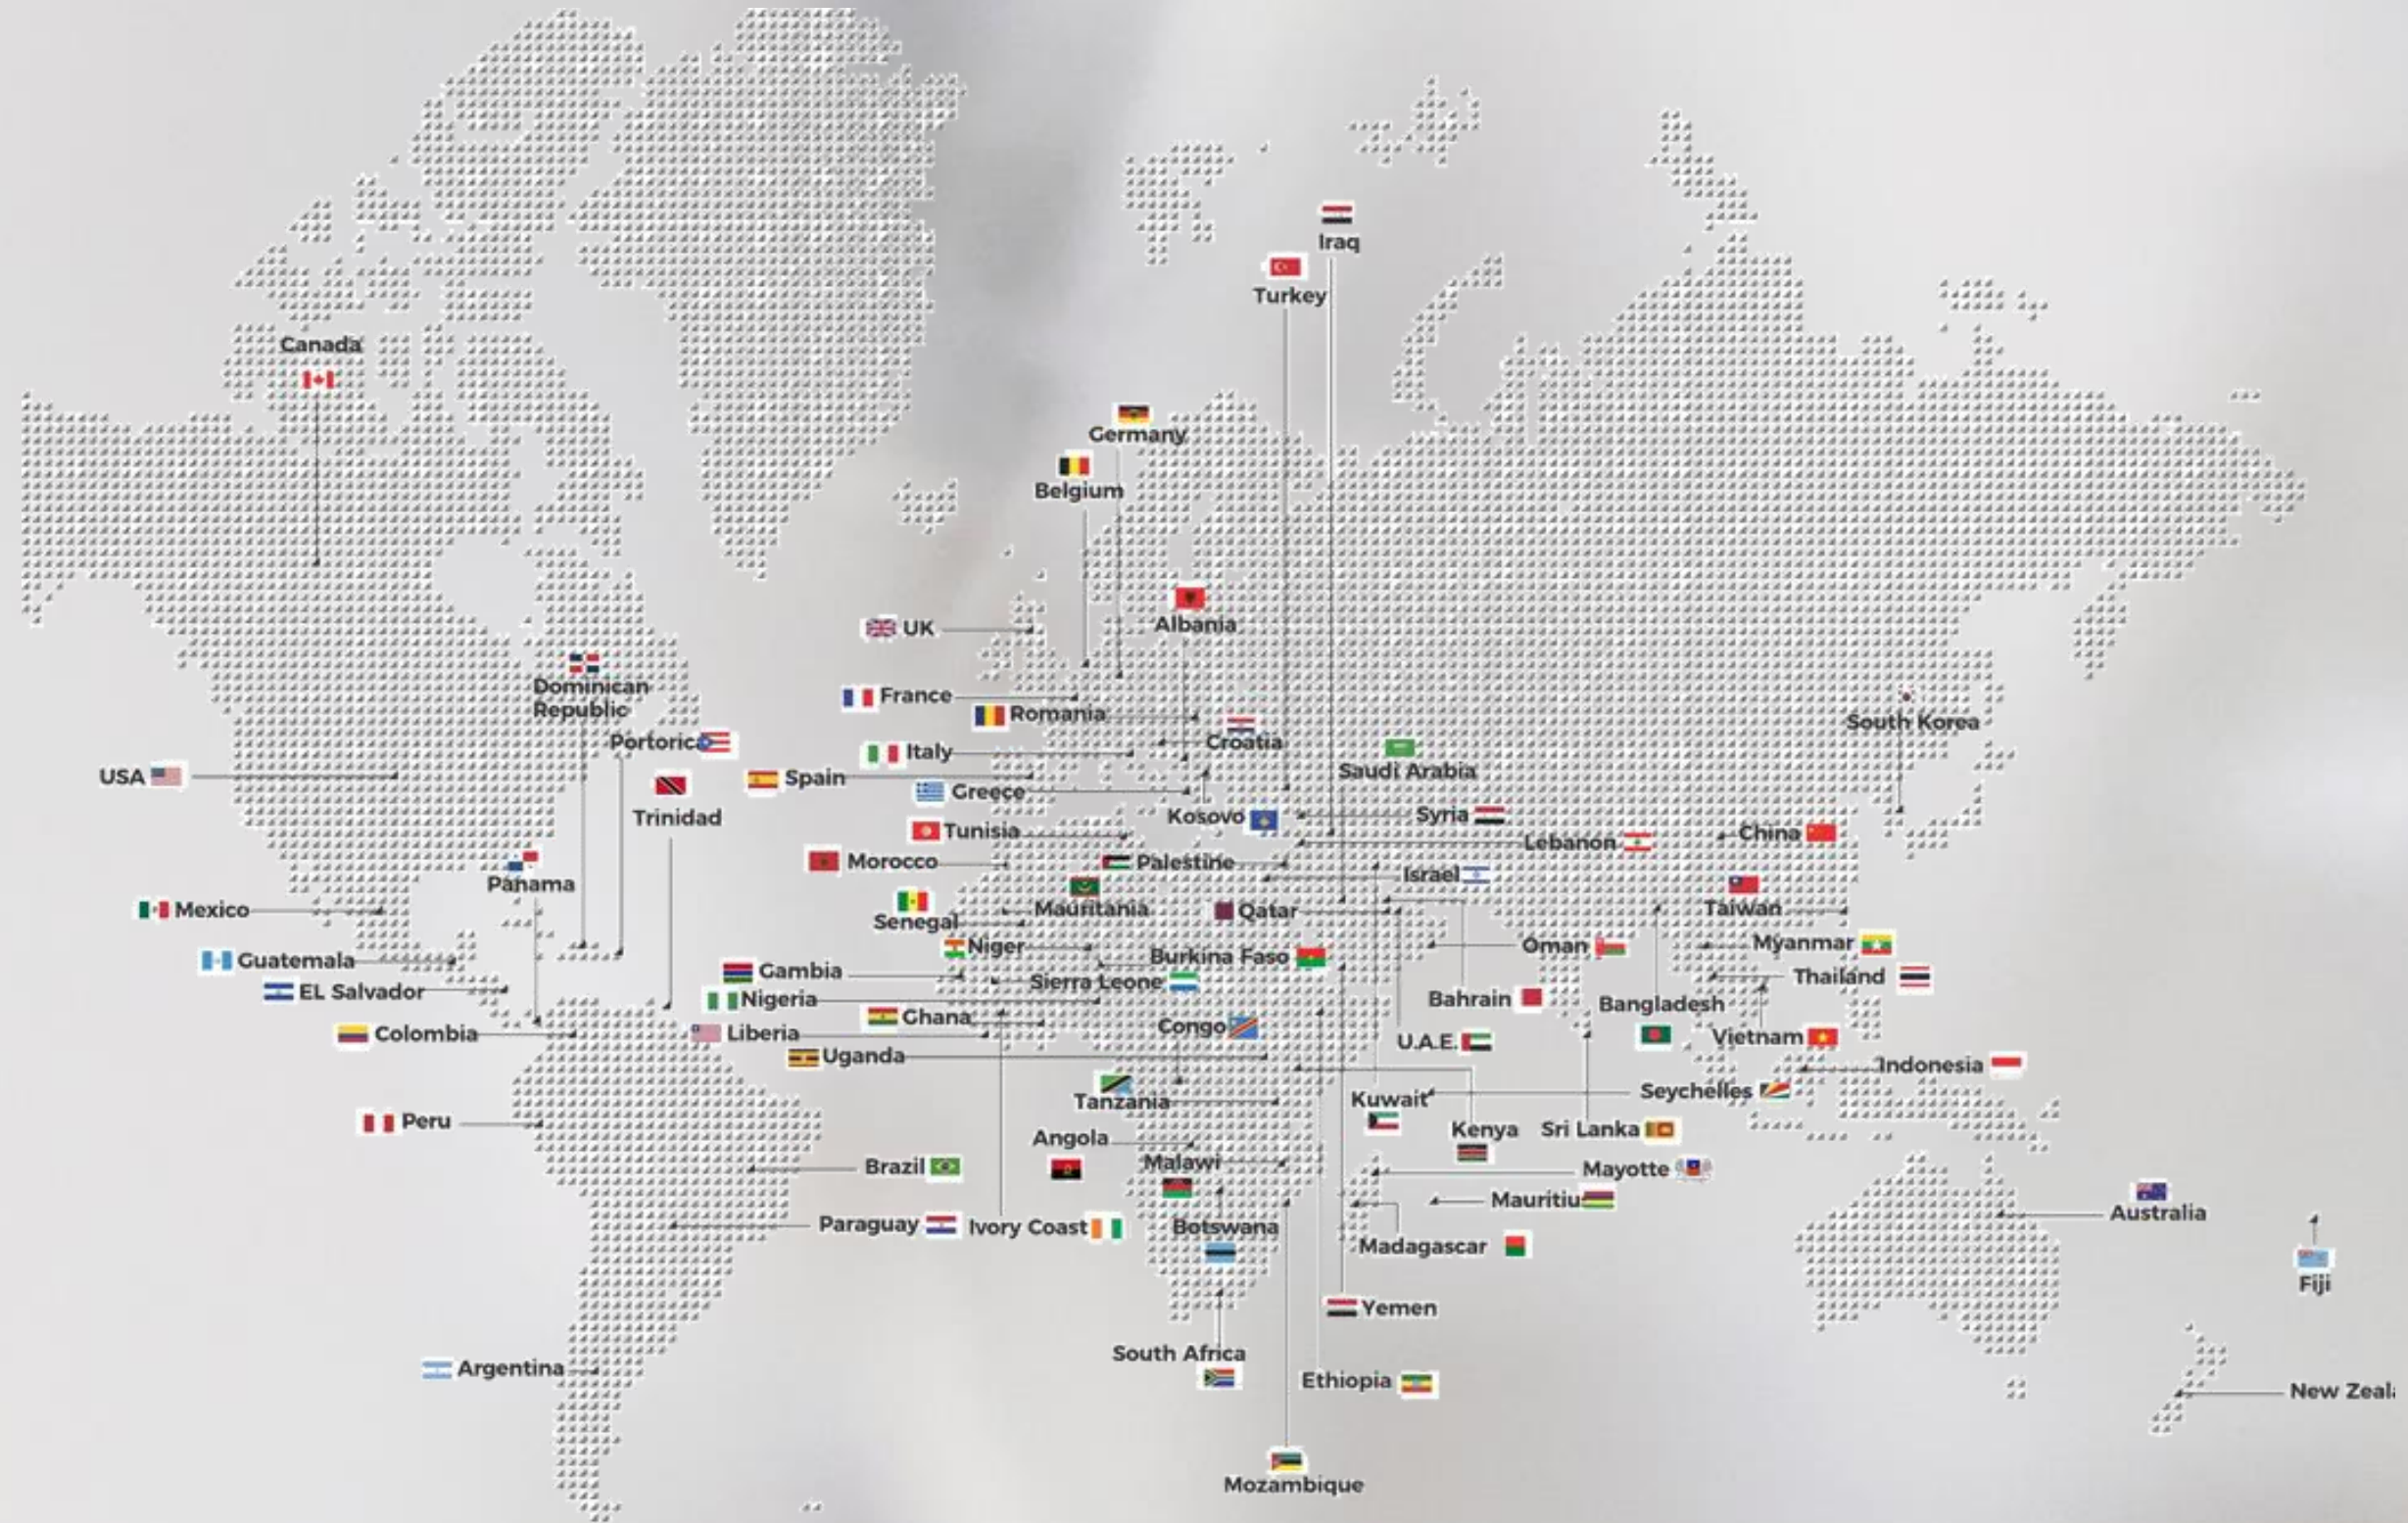 Iraq
Turkey
Canada
Germany
Belgium
Albania
UK
Dominican
Republic
France
Romania
South Korea
Portorica
Italy
Croatia
Saudi Arabia
USA
Spain
Greece
Trinidad
Kosovo
Syria
Tunisia
China
Lebanon
Morocco
Palestine
Israel
Panama
Mexico
Senegal
Mauritania
Qatar
Taiwan
Niger
Oman
Myanmar
Guatemala
Burkina Faso
Gambia
Sierra Leone
Thailand
EL Salvador
Nigeria
Bahrain
Bangladesh
Ghana
Colombia
Liberia
Congo
U.A.E.
Vietnam
Uganda
Indonesia
Tanzania
Kuwait
Seychelles
Peru
Angola
Kenya
Sri Lanka
Brazil
Malawi
Mayotte
Mauritiu
Paraguay
Ivory Coast
Botswana
Australia
Madagascar
Fiji
Yemen
South Africa
Argentina
Ethiopia
New Zeal
Mozambique